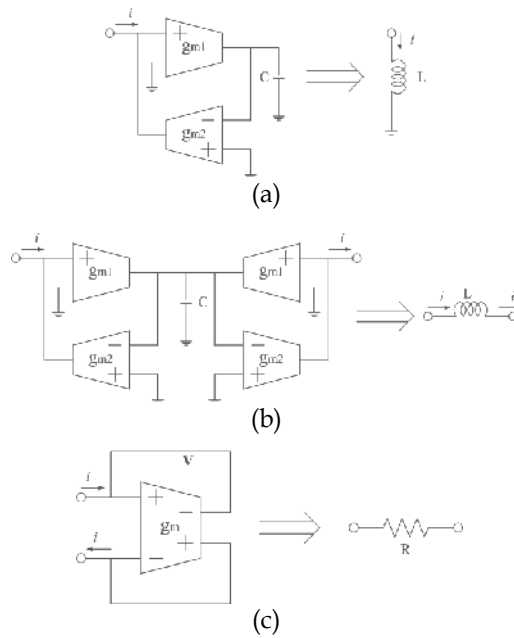 i
+
gm1
C
i
L
−
gm2
+
(a)
i
i
+
gm1
+
gm1
C
L
i
i
−
gm2
+
−
gm2
+
(b)
V
i
+
−
gm
+
i
−
R
(c)